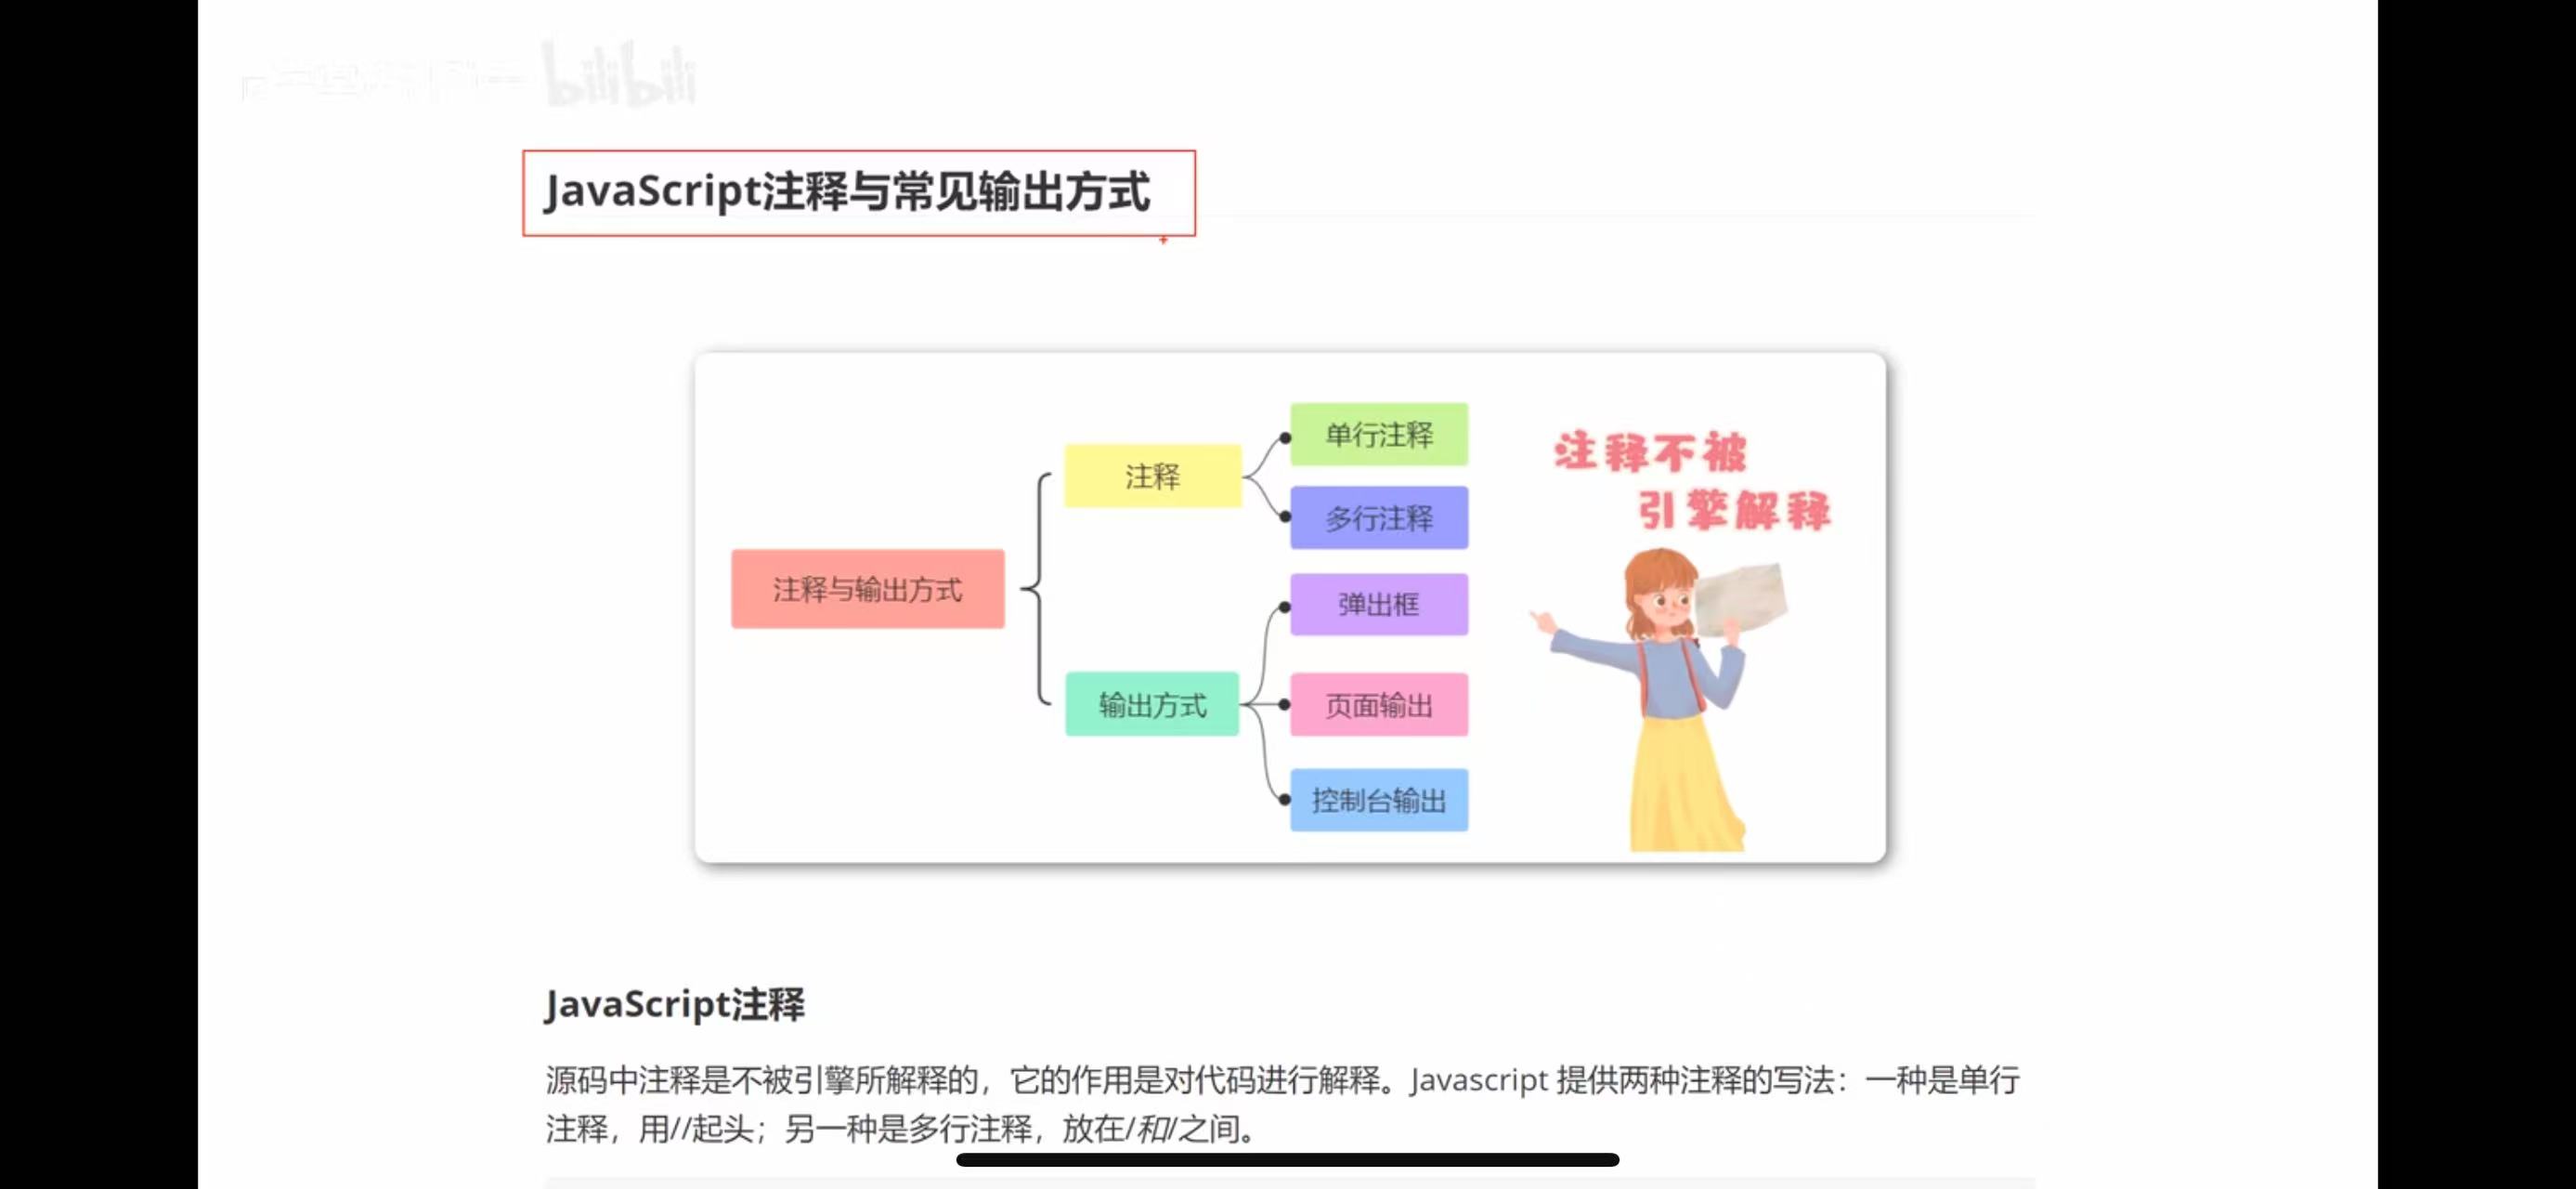 bilibili
JavaScript注释与常见输出方式
注释与输出方式
注释
单行注释
多行注释
输出方式
弹出框
页面输出
控制台输出
注释不被
引擎解释
JavaScript注释
源码中注释是不被引擎所解释的，它的作用是对代码进行解释。Javascript 提供两种注释的写法：一种是单行
注释，用//起头；另一种是多行注释，放在/和/之间。